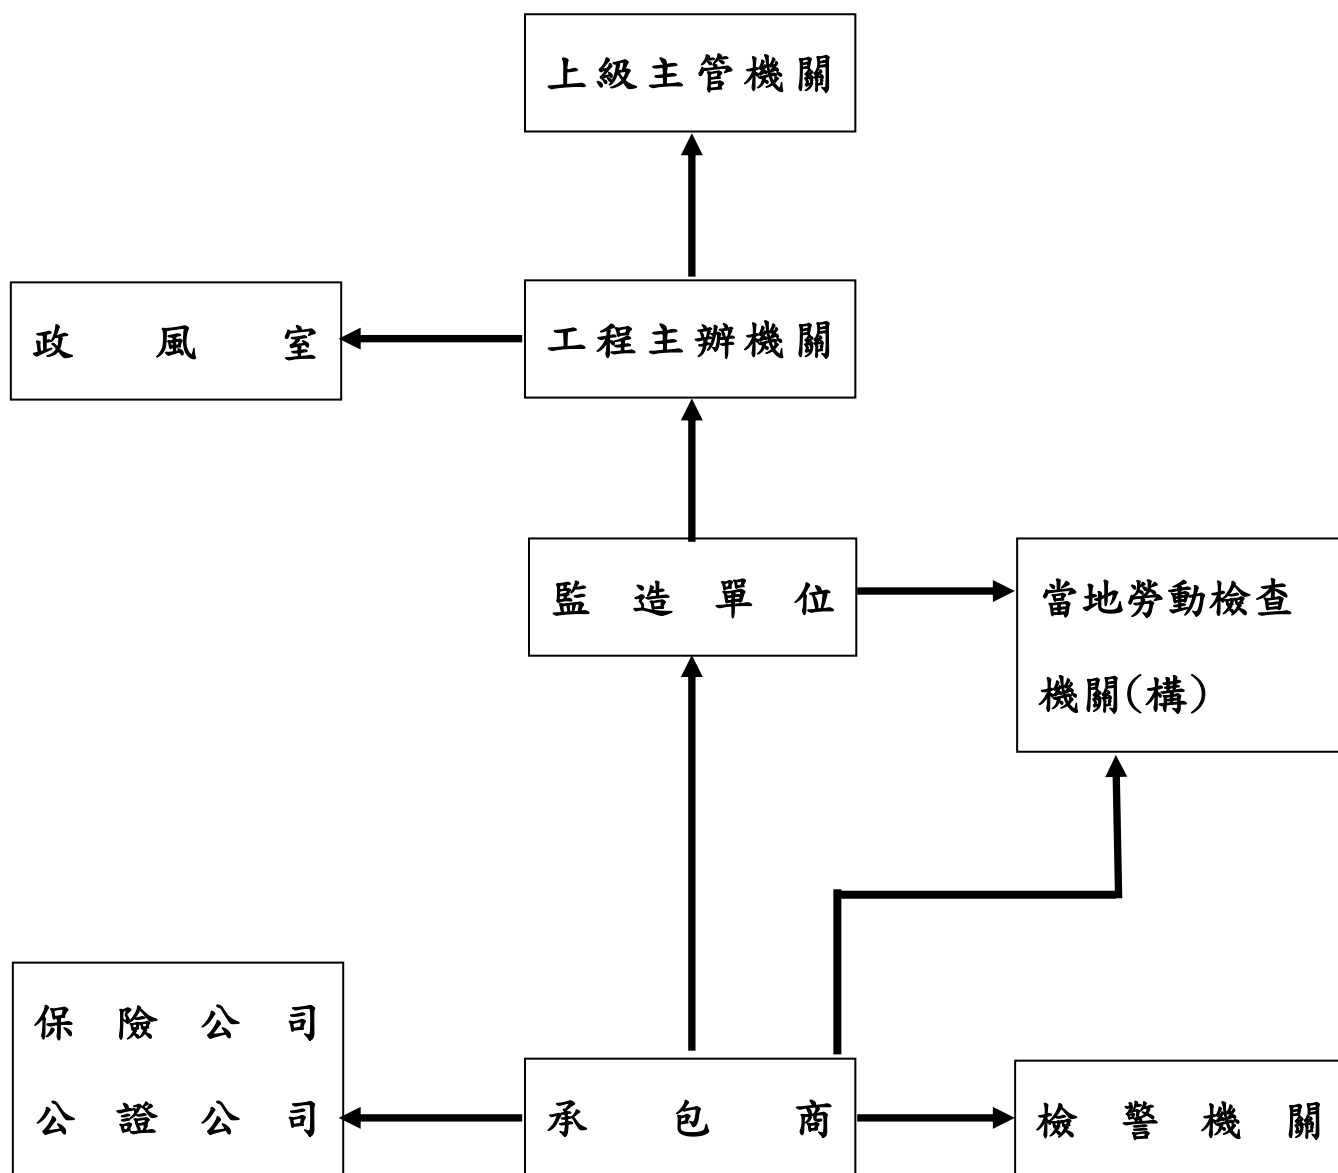 上級主管機關
政風室
工程主辦機關
監造單位
當地勞動檢查
機關(構)
保險公司
公證公司
承包商
檢警機關